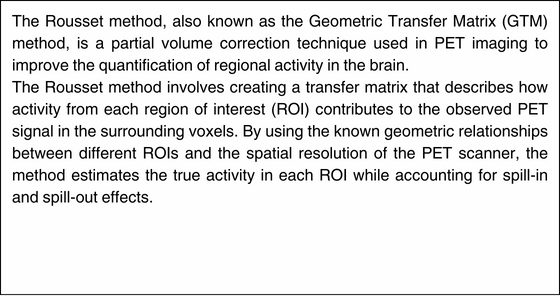 The Rousset method, also known as the Geometric Transfer Matrix (GTM)
method, is a partial volume correction technique used in PET imaging to
improve the quantification of regional activity in the brain.
The Rousset method involves creating a transfer matrix that describes how
activity from each region of interest (ROI) contributes to the observed PET
signal in the surrounding voxels. By using the known geometric relationships
between different ROIs and the spatial resolution of the PET scanner, the
method estimates the true activity in each ROI while accounting for spill-in
and spill-out effects.